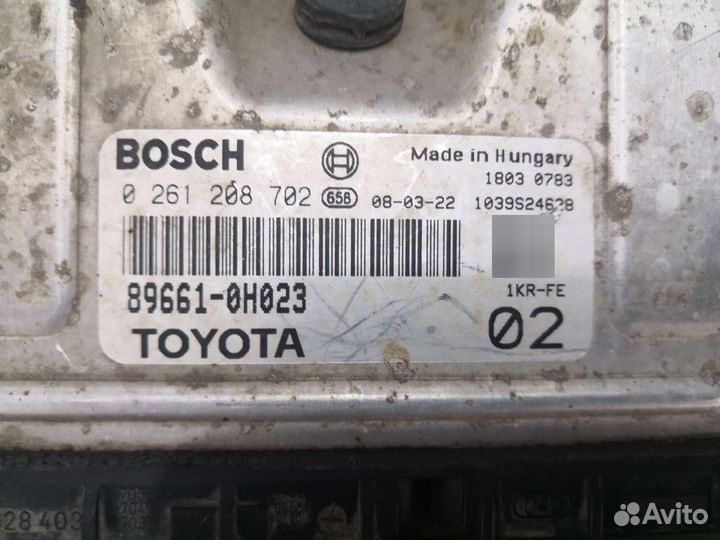 BOSCH
Made in Hungary
1803 0783
0 261 208 702 658 08-03-22 1039S24628
89661-0H023
1KR-FE
TOYOTA
02
28 403
704
Avito